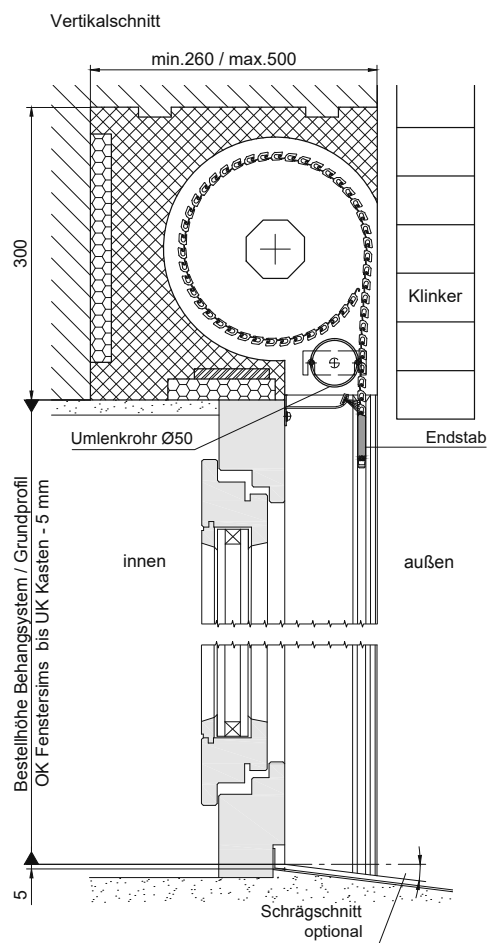 Vertikalschnitt
min.260 / max.500
300
Klinker
Umlenkrohr Ø50
Endstab
Bestellhöhe Behangsystem / Grundprofil
OK Fenstersims bis UK Kasten - 5 mm
innen
außen
5
Schrägschnitt
optional